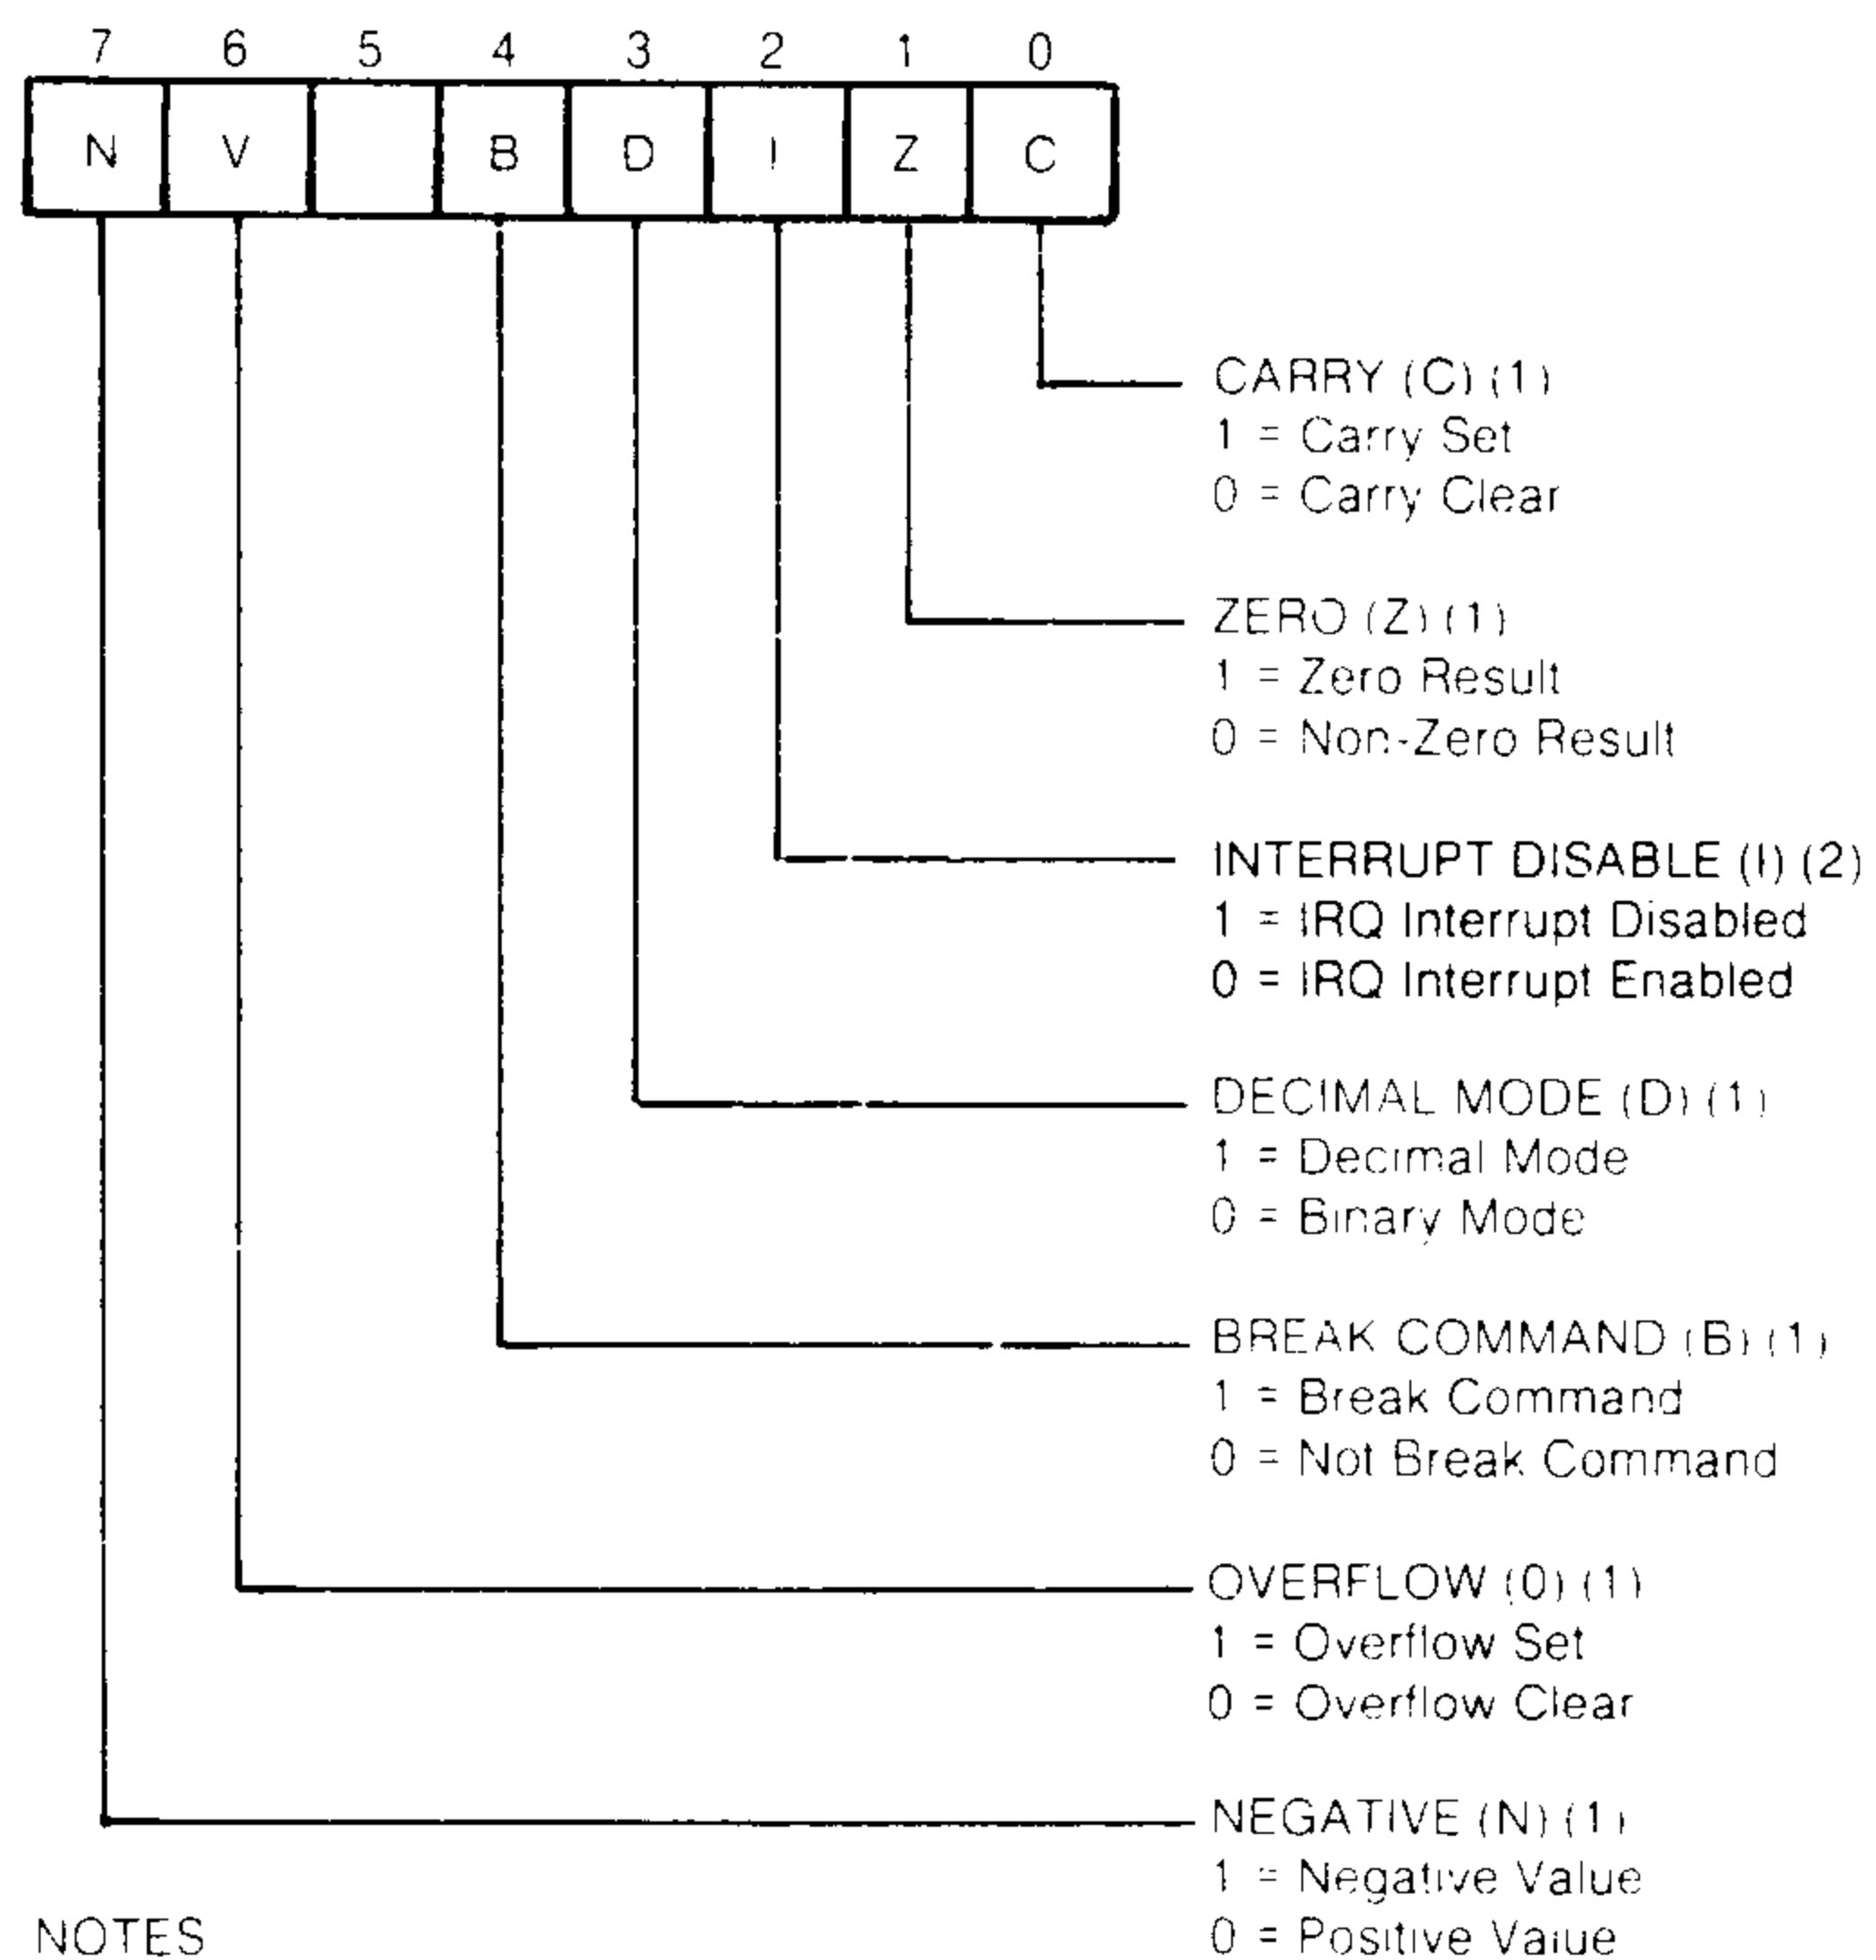 7 6 5 4 3 2 1 0
N V B D I Z C
CARRY (C) (1)
1 = Carry Set
0 = Carry Clear
ZERO (Z) (1)
1 = Zero Result
0 = Non-Zero Result
INTERRUPT DISABLE (I) (2)
1 = IRQ Interrupt Disabled
0 = IRQ Interrupt Enabled
DECIMAL MODE (D) (1)
1 = Decimal Mode
0 = Binary Mode
BREAK COMMAND (B) (1)
1 = Break Command
0 = Not Break Command
OVERFLOW (0) (1)
1 = Overflow Set
0 = Overflow Clear
NEGATIVE (N) (1)
1 = Negative Value
0 = Positive Value
NOTES